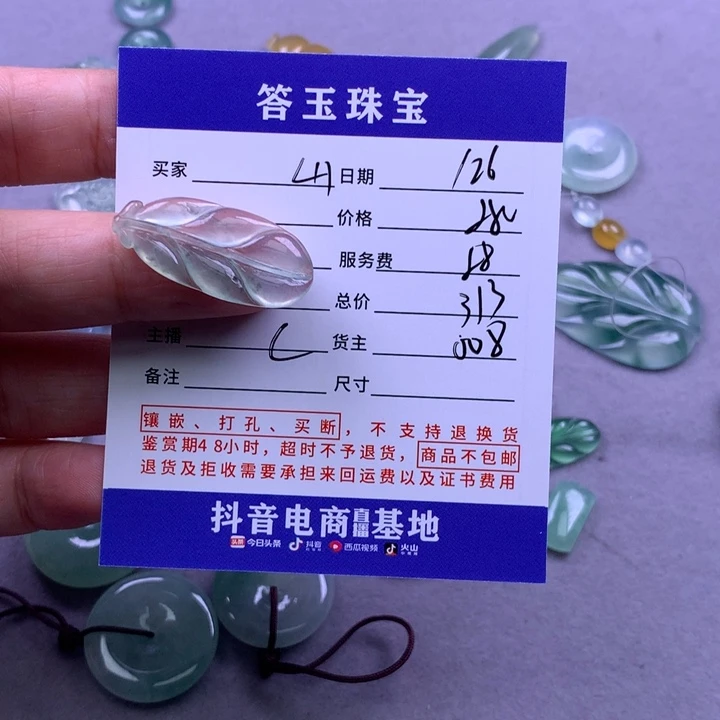 答玉珠宝
买家 日期 126
价格
服务费 18
总价 313
主播 货主 008
备注 尺寸
镶嵌、打孔、买断，不支持退换货
鉴赏期48小时，超时不予退货，商品不包邮
退货及拒收需要承担来回运费以及证书费用
抖音电商直播基地
头条 今日头条 抖音 西瓜视频 火山